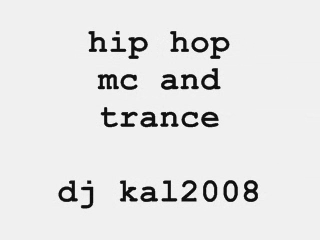 hip hop
mc and
trance
dj kal2008